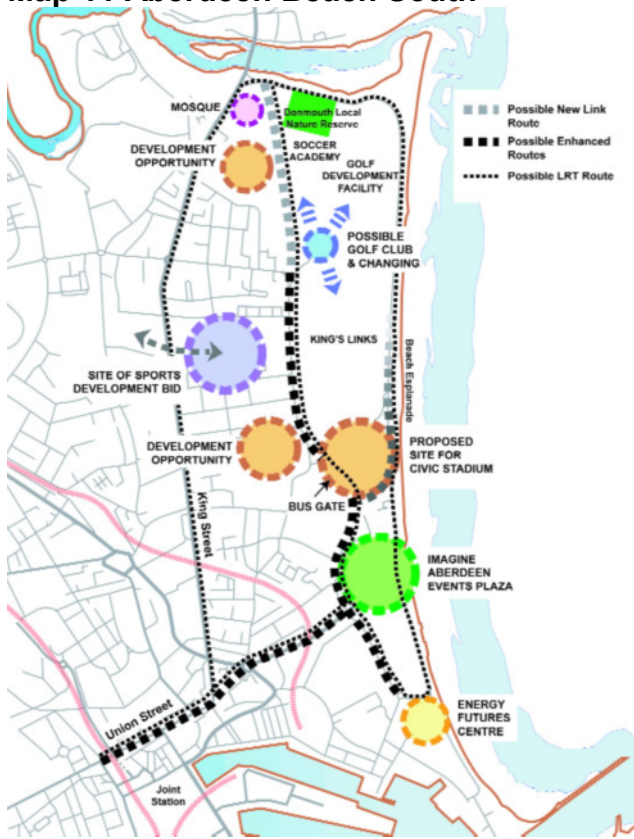 Map Aberdeen Beach South
MOSQUE
Donmouth Local
Nature Reserve
DEVELOPMENT
OPPORTUNITY
SOCCER
ACADEMY
GOLF
DEVELOPMENT
FACILITY
Possible New Link
Route
Possible Enhanced
Routes
Possible LRT Route
POSSIBLE
GOLF CLUB
& CHANGING
KING'S LINKS
Beach Esplanade
SITE OF SPORTS
DEVELOPMENT BID
DEVELOPMENT
OPPORTUNITY
PROPOSED
SITE FOR
CIVIC STADIUM
BUS GATE
King Street
IMAGINE
ABERDEEN
EVENTS PLAZA
Union Street
ENERGY
FUTURES
CENTRE
Joint
Station